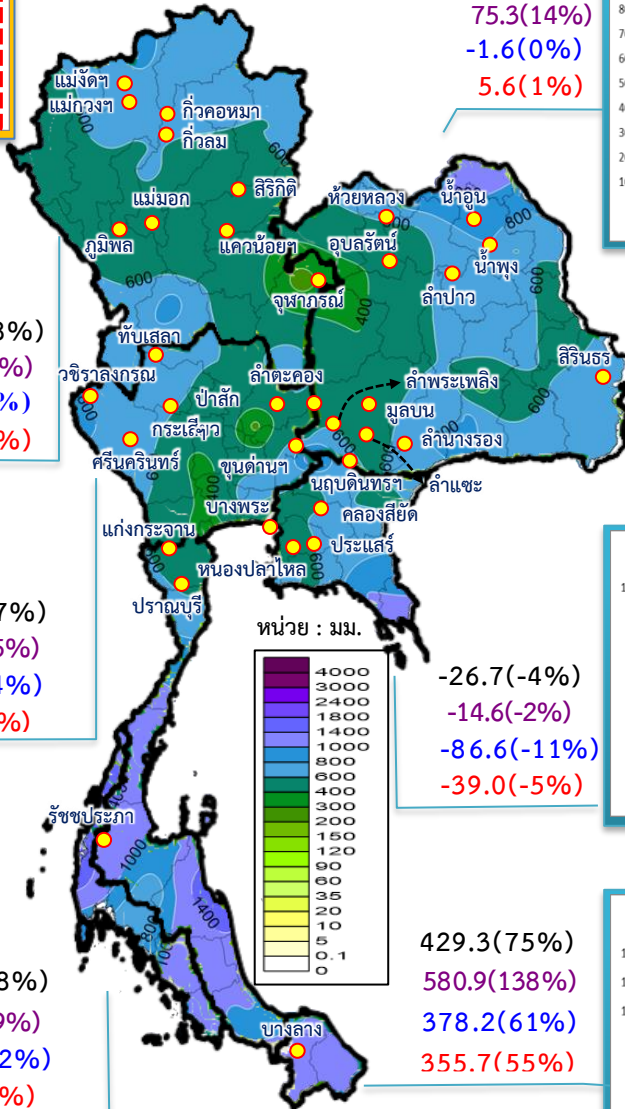 75.3(14%)
-1.6(0%)
5.6(1%)
แม่งัดฯ
แม่กวงฯ
กิ่วคอหมา
กิ่วลม
600
สิริกิติ์
แม่มอก
ภูมิพล
แควน้อยฯ
ห้วยหลวง
น้ำอูน
800
อุบลรัตน์
น้ำพุง
ลำปาว
600
จุฬาภรณ์
400
600
ทับเสลา
วชิราลงกรณ
สิรินธร
ลำตะคอง
ป่าสัก
ลำพระเพลิง
มูลบน
600
กระเสียว
ศรีนครินทร์
ขุนด่านฯ
600
ลำนางรอง
นฤบดินทรฯ
ลำแซะ
400
บางพระ
คลองสียัด
แก่งกระจาน
ประแสร์
หนองปลาไหล
600
ปราณบุรี
หน่วย : มม.
4000
3000
2400
1800
1400
1000
800
600
400
300
200
150
120
90
60
35
20
10
5
0.1
0
-26.7(-4%)
-14.6(-2%)
-86.6(-11%)
-39.0(-5%)
รัชชประภา
1000
1400
800
429.3(75%)
580.9(138%)
378.2(61%)
355.7(55%)
บางลาง